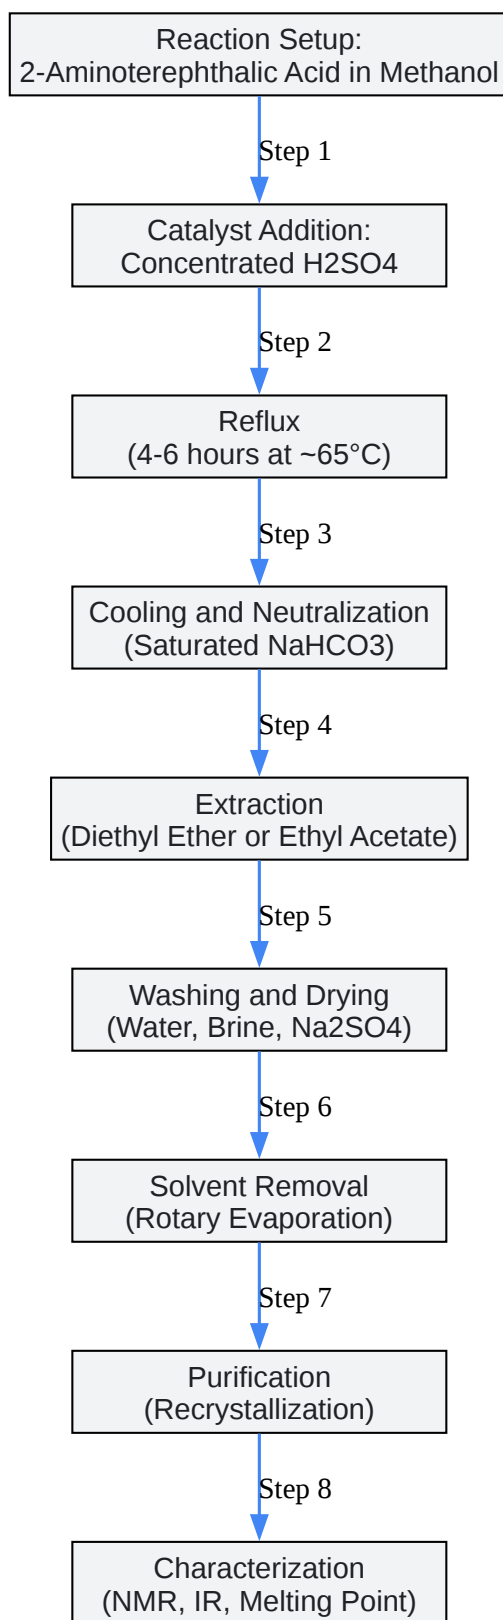 Reaction Setup:
2-Aminoterephthalic Acid in Methanol
Step 1
Catalyst Addition:
Concentrated H2SO4
Step 2
Reflux
(4-6 hours at ~65°C)
Step 3
Cooling and Neutralization
(Saturated NaHCO3)
Step 4
Extraction
(Diethyl Ether or Ethyl Acetate)
Step 5
Washing and Drying
(Water, Brine, Na2SO4)
Step 6
Solvent Removal
(Rotary Evaporation)
Step 7
Purification
(Recrystallization)
Step 8
Characterization
(NMR, IR, Melting Point)